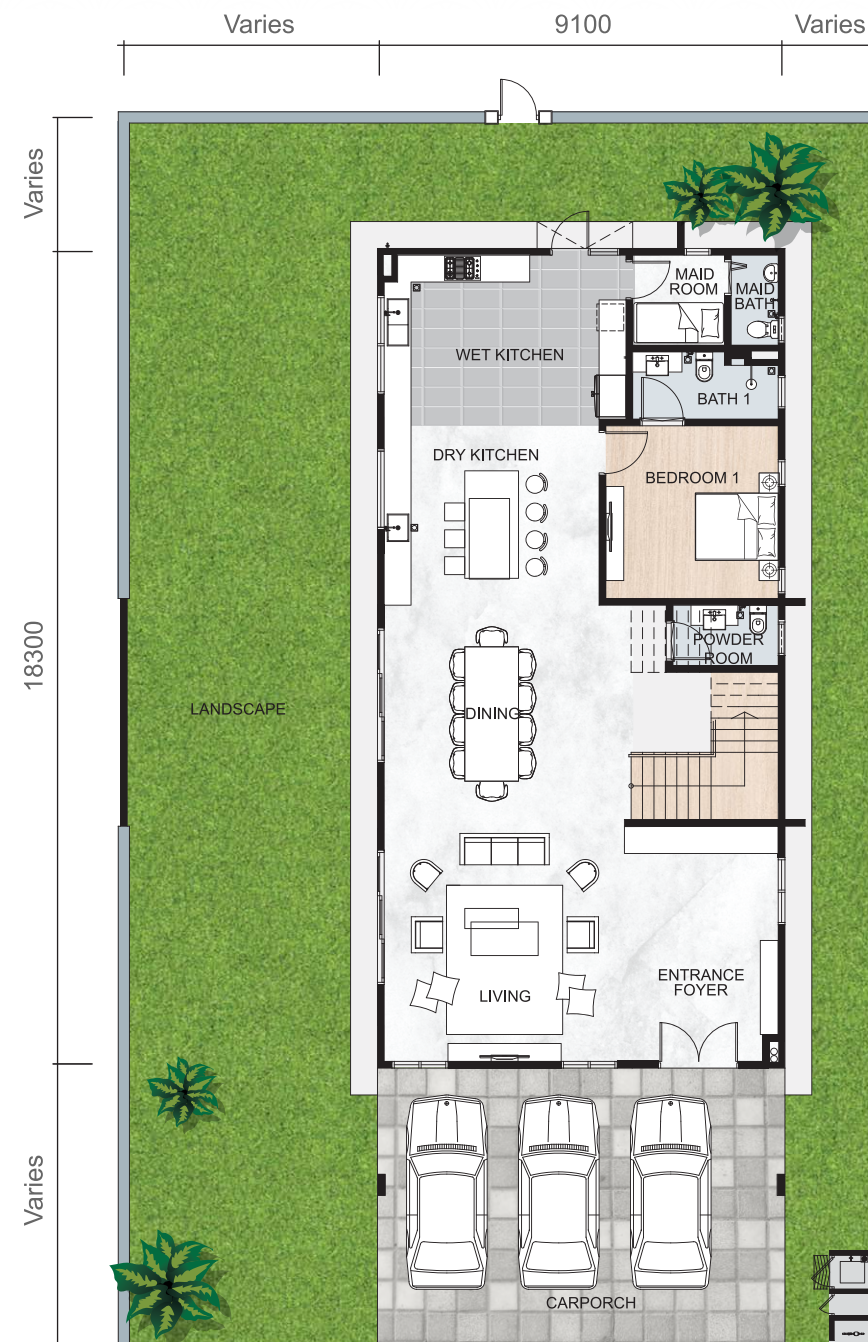 Varies
9100
Varies
Varies
MAID
ROOM
MAID
BATH
WET KITCHEN
BATH 1
DRY KITCHEN
BEDROOM 1
18300
POWDER
ROOM
LANDSCAPE
DINING
ENTRANCE
FOYER
LIVING
Varies
CARPORCH